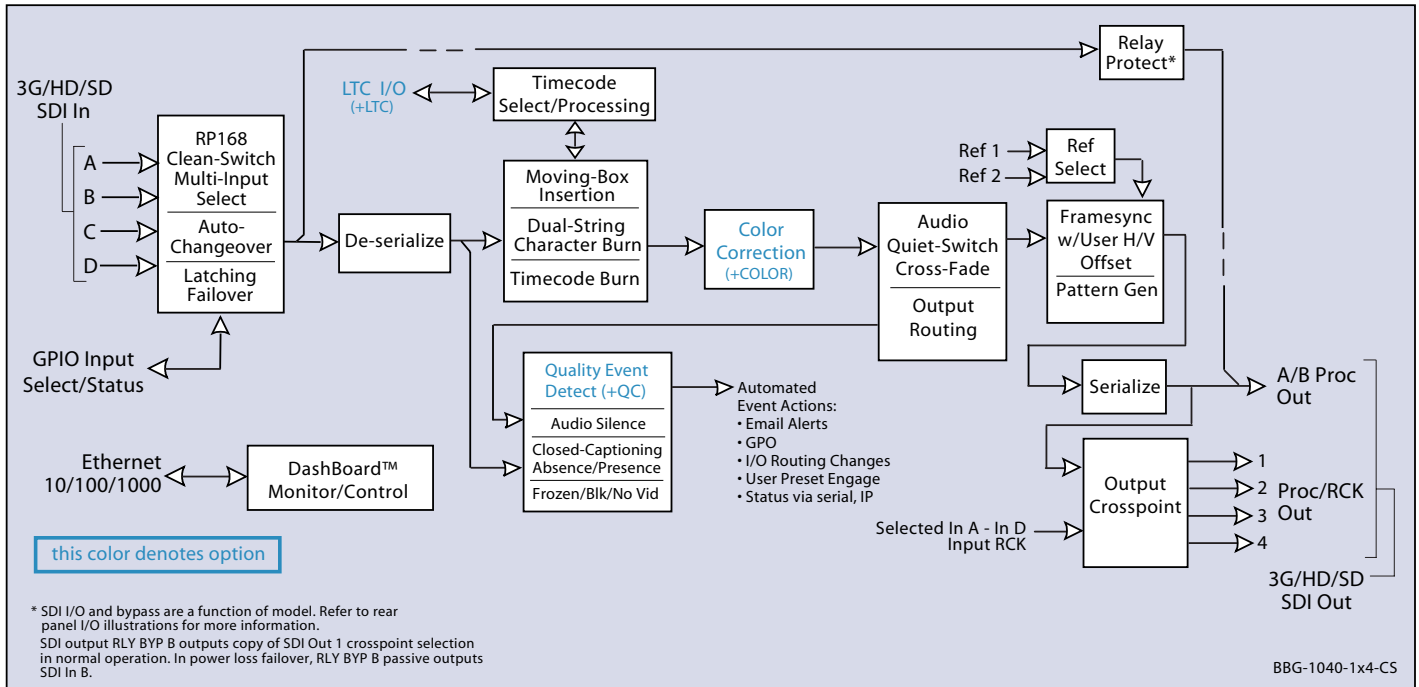 Relay
Protect*
3G/HD/SD
SDI In
LTC I/O
(+LTC)
Timecode
Select/Processing
A
B
C
D
RP168
Clean-Switch
Multi-Input
Select
Auto-
Changeover
Latching
Failover
De-serialize
Moving-Box
Insertion
Dual-String
Character Burn
Timecode Burn
Color
Correction
(+COLOR)
Audio
Quiet-Switch
Cross-Fade
Output
Routing
Ref 1
Ref 2
Ref
Select
Framesync
w/User H/V
Offset
Pattern Gen
GPIO Input
Select/Status
Quality Event
Detect (+QC)
Audio Silence
Closed-Captioning
Absence/Presence
Frozen/Blk/No Vid
Automated
Event Actions:
• Email Alerts
• GPO
• I/O Routing Changes
• User Preset Engage
• Status via serial, IP
Serialize
A/B Proc
Out
Ethernet
10/100/1000
DashBoard™
Monitor/Control
Selected In A - In D
Input RCK
Output
Crosspoint
1
2
3
4
Proc/RCK
Out
3G/HD/SD
SDI Out
this color denotes option
* SDI I/O and bypass are a function of model. Refer to rear
panel I/O illustrations for more information.
SDI output RLY BYP B outputs copy of SDI Out 1 crosspoint selection
in normal operation. In power loss failover, RLY BYP B passive outputs
SDI In B.
BBG-1040-1x4-CS